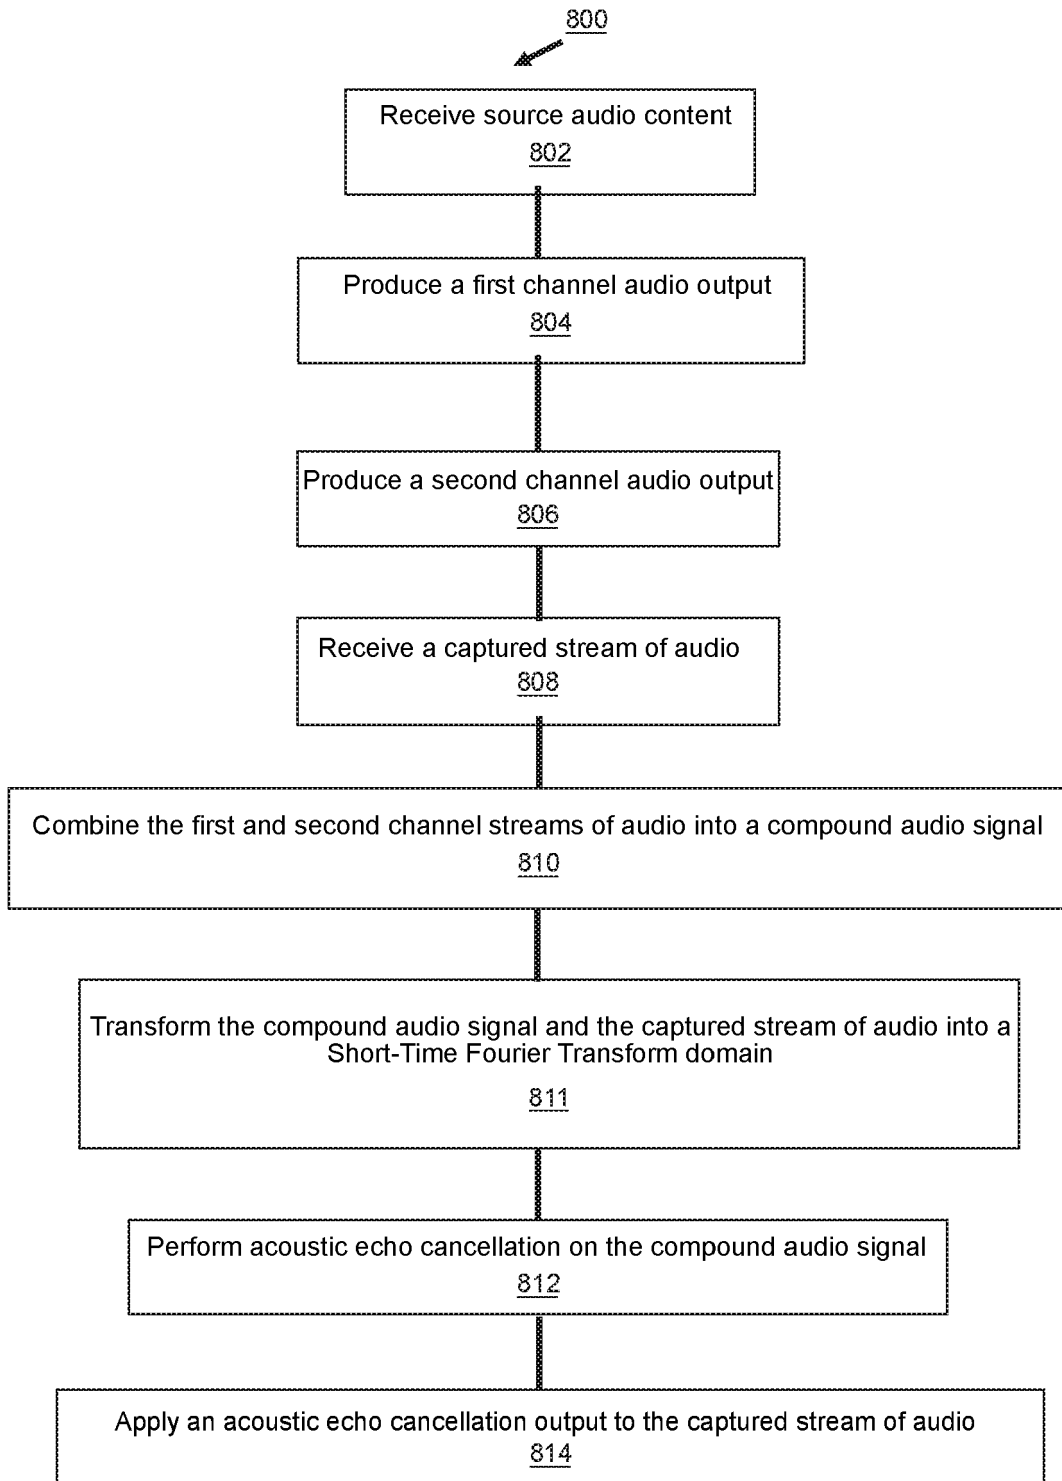 800
Receive source audio content
802
Produce a first channel audio output
804
Produce a second channel audio output
806
Receive a captured stream of audio
808
Combine the first and second channel streams of audio into a compound audio signal
810
Transform the compound audio signal and the captured stream of audio into a
Short-Time Fourier Transform domain
811
Perform acoustic echo cancellation on the compound audio signal
812
Apply an acoustic echo cancellation output to the captured stream of audio
814